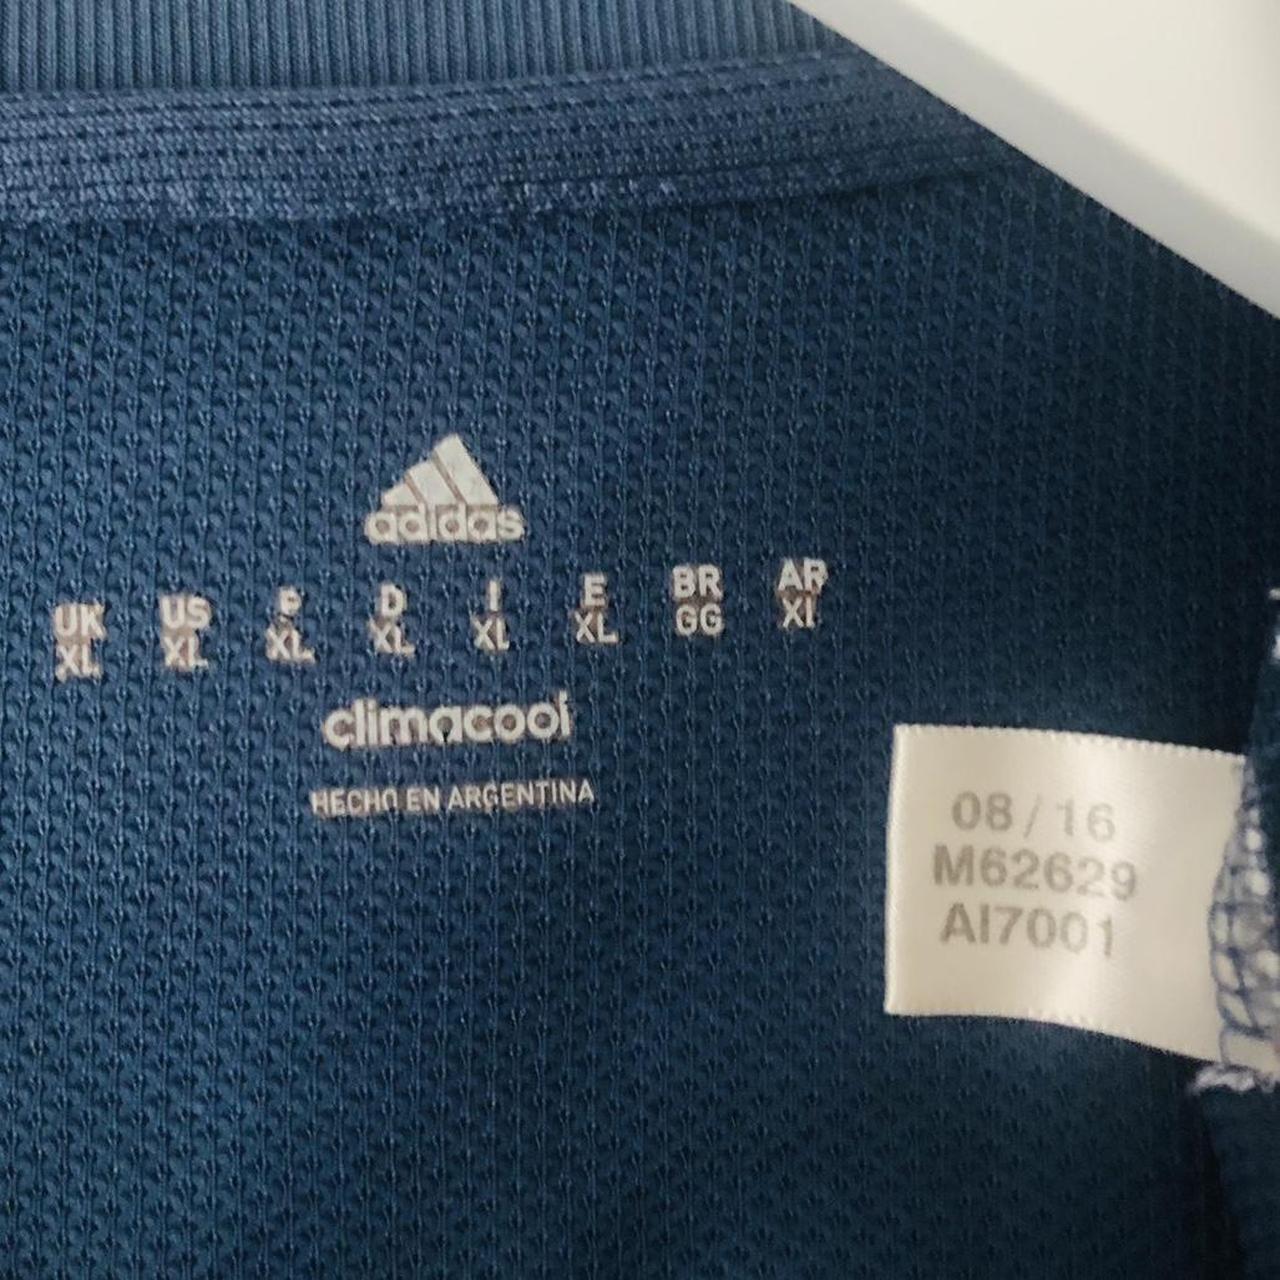 adidas
UK US F D I E BR AR
XL XL XL XL XL XL GG XL
climacool
HECHO EN ARGENTINA
08/16
M62629
AI7001